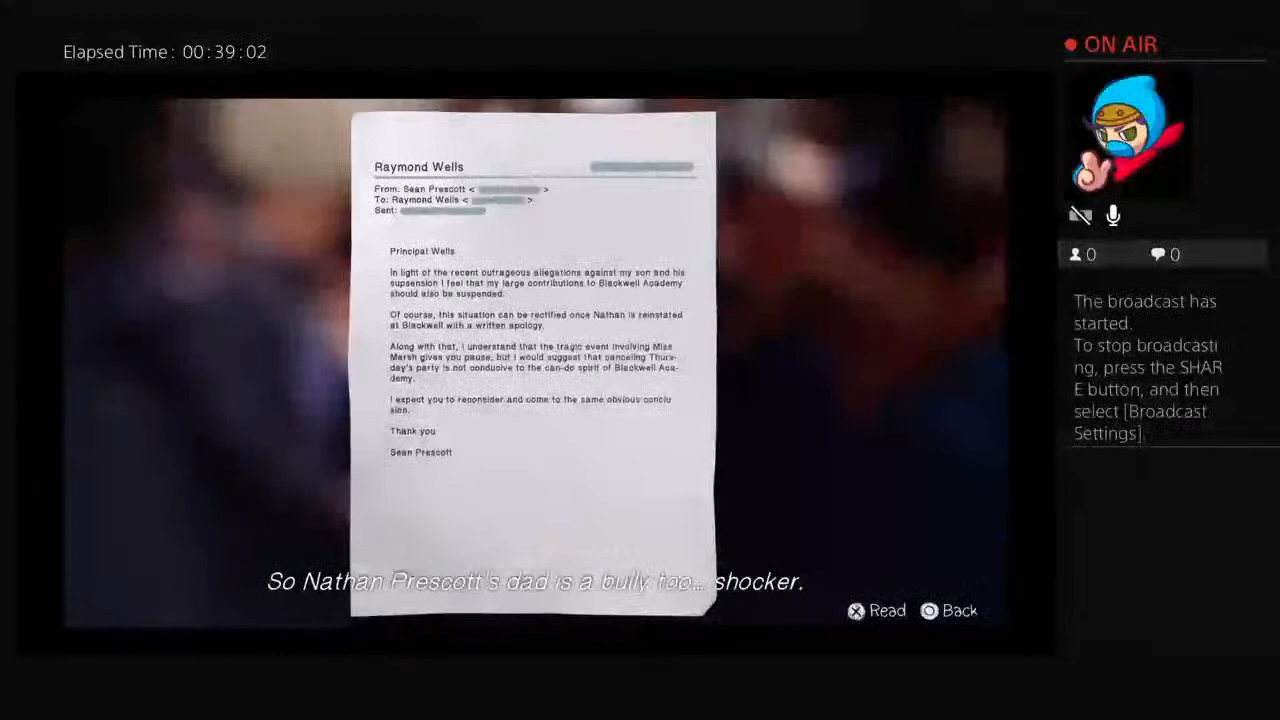 Elapsed Time: 00:39:02
ON AIR
Raymond Wells
From: Sean Prescott < >
To: Raymond Wells < >
Sent:
Principal Wells
In light of the recent outrageous allegations against my son and his
supsension I feel that my large contributions to Blackwell Academy
should also be suspended.
Of course, this situation can be rectified once Nathan is reinstated
at Blackwell with a written apology.
Along with that, I understand that the tragic event involving Miss
Marsh gives you pause, but I would suggest that canceling Thurs-
day's party is not conducive to the can-do spirit of Blackwell Aca-
demy.
I expect you to reconsider and come to the same obvious conclu
sion.
Thank you
Sean Prescott
So Nathan Prescott's dad is a bully too... shocker.
Read Back
0 0
The broadcast has
started.
To stop broadcasti
ng, press the SHAR
E button, and then
select [Broadcast
Settings].